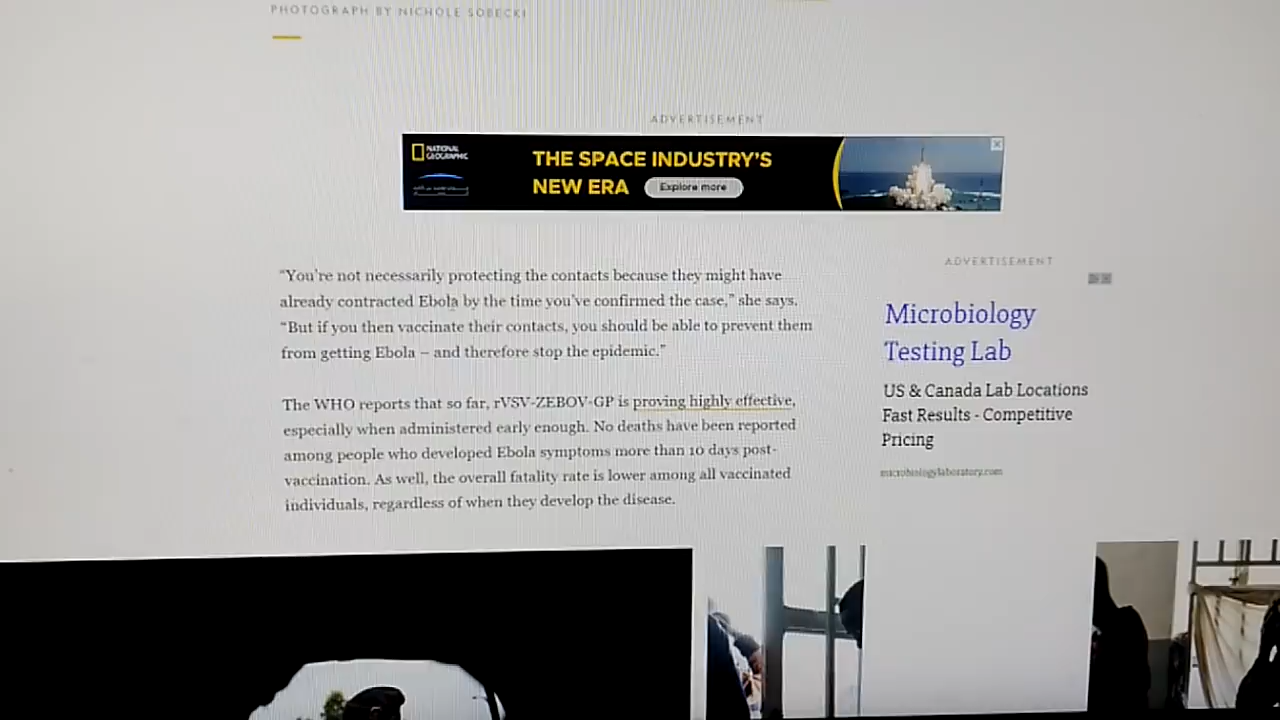 PHOTOGRAPH BY NICHOLE SOBECKI
ADVERTISEMENT
NATIONAL
GEOGRAPHIC
THE SPACE INDUSTRY'S
NEW ERA
Explore more
“You’re not necessarily protecting the contacts because they might have
already contracted Ebola by the time you’ve confirmed the case,” she says.
“But if you then vaccinate their contacts, you should be able to prevent them
from getting Ebola – and therefore stop the epidemic.”
The WHO reports that so far, rVSV-ZEBOV-GP is proving highly effective,
especially when administered early enough. No deaths have been reported
among people who developed Ebola symptoms more than 10 days post-
vaccination. As well, the overall fatality rate is lower among all vaccinated
individuals, regardless of when they develop the disease.
ADVERTISEMENT
Microbiology
Testing Lab
US & Canada Lab Locations
Fast Results - Competitive
Pricing
microbiologylaboratory.com